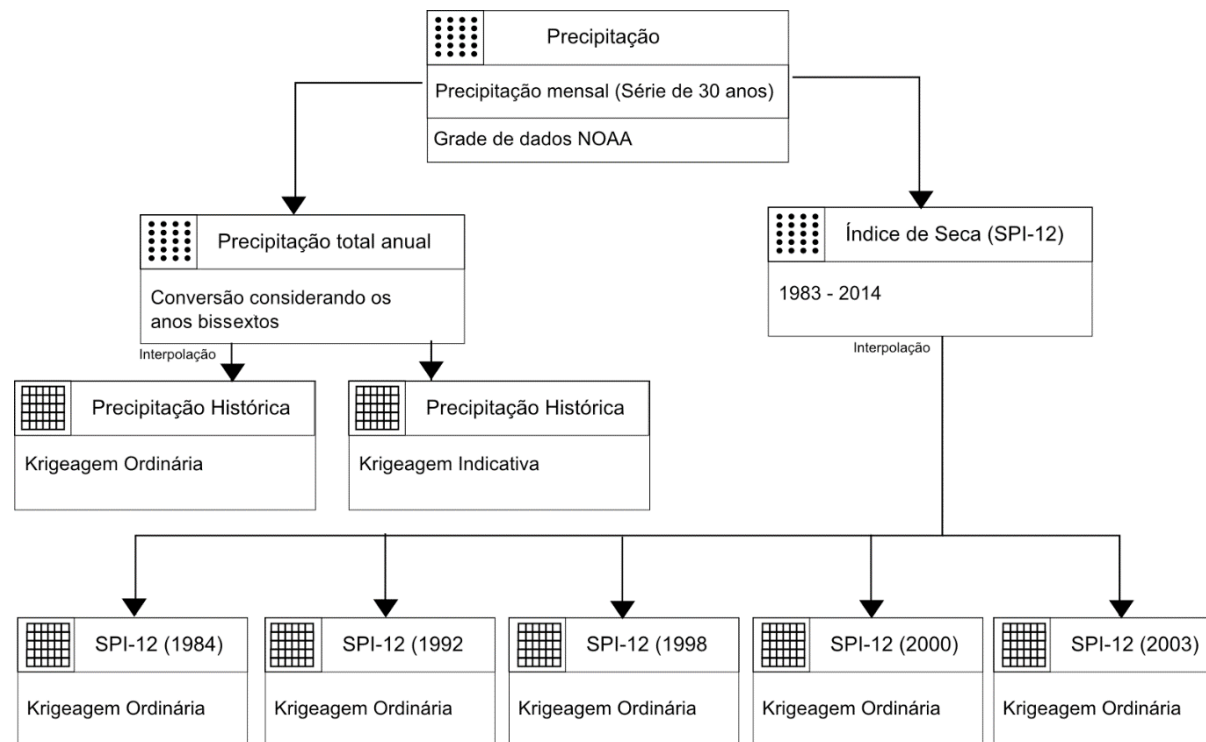 Precipitação
Precipitação mensal (Série de 30 anos)
Grade de dados NOAA
Precipitação total anual
Conversão considerando os
anos bissextos
Índice de Seca (SPI-12)
1983 - 2014
Interpolação
Interpolação
Precipitação Histórica
Krigeagem Ordinária
Precipitação Histórica
Krigeagem Indicativa
SPI-12 (1984)
Krigeagem Ordinária
SPI-12 (1992
Krigeagem Ordinária
SPI-12 (1998
Krigeagem Ordinária
SPI-12 (2000)
Krigeagem Ordinária
SPI-12 (2003)
Krigeagem Ordinária